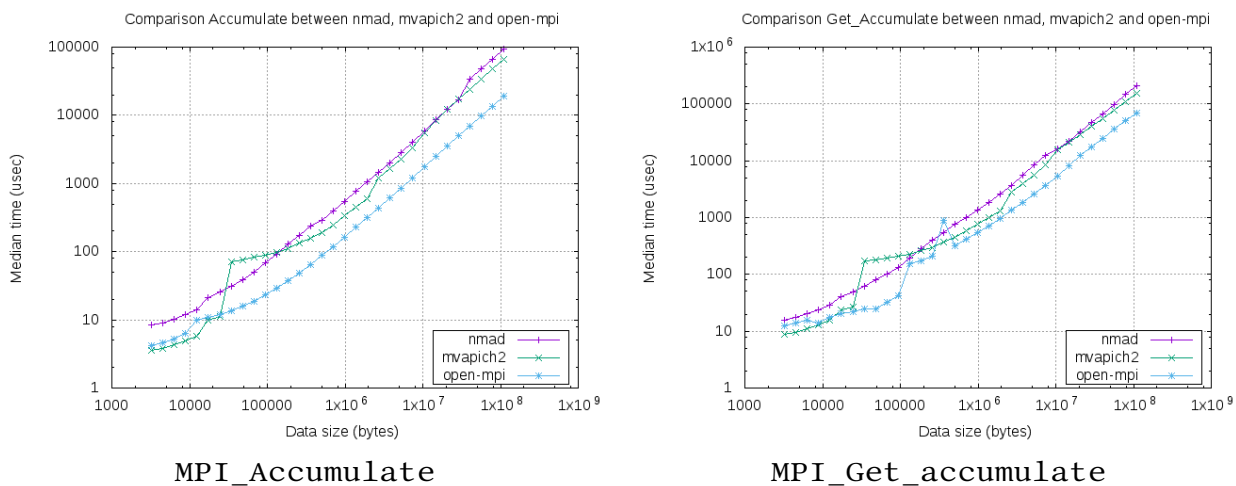 Comparison Accumulate between nmad, mvapich2 and open-mpi
100000
10000
1000
100
10
1
Median time (usec)
nmad
mvapich2
open-mpi
1000 10000 100000 1x10^6 1x10^7 1x10^8 1x10^9
Data size (bytes)
MPI_Accumulate
Comparison Get_Accumulate between nmad, mvapich2 and open-mpi
1x10^6
100000
10000
1000
100
10
1
Median time (usec)
nmad
mvapich2
open-mpi
1000 10000 100000 1x10^6 1x10^7 1x10^8 1x10^9
Data size (bytes)
MPI_Get_accumulate